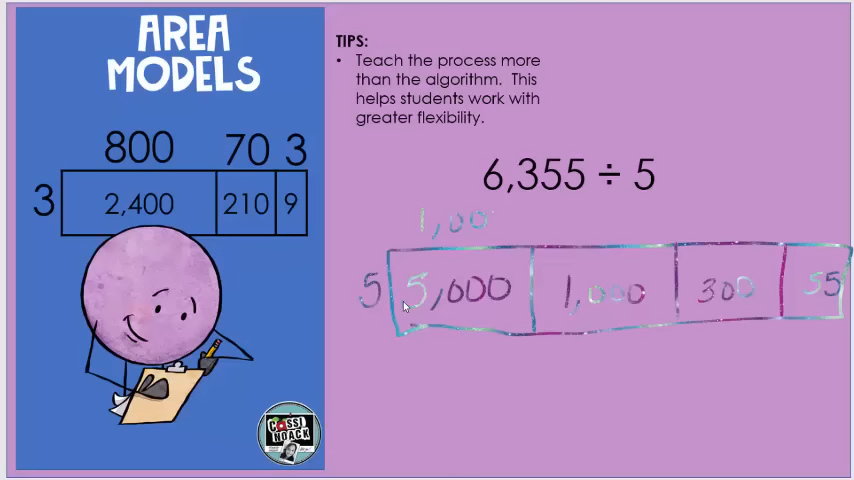 AREA
MODELS
800 70 3
3 2,400 210 9
CASSI
NOACK
TIPS:
• Teach the process more
than the algorithm. This
helps students work with
greater flexibility.
6,355 ÷ 5
1,00
5 5,000 1,000 300 55